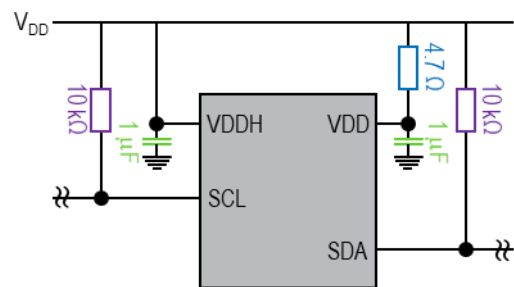 VDD
10 kΩ
1 µF
VDDH
SCL
VDD
SDA
4.7 Ω
1 µF
10 kΩ